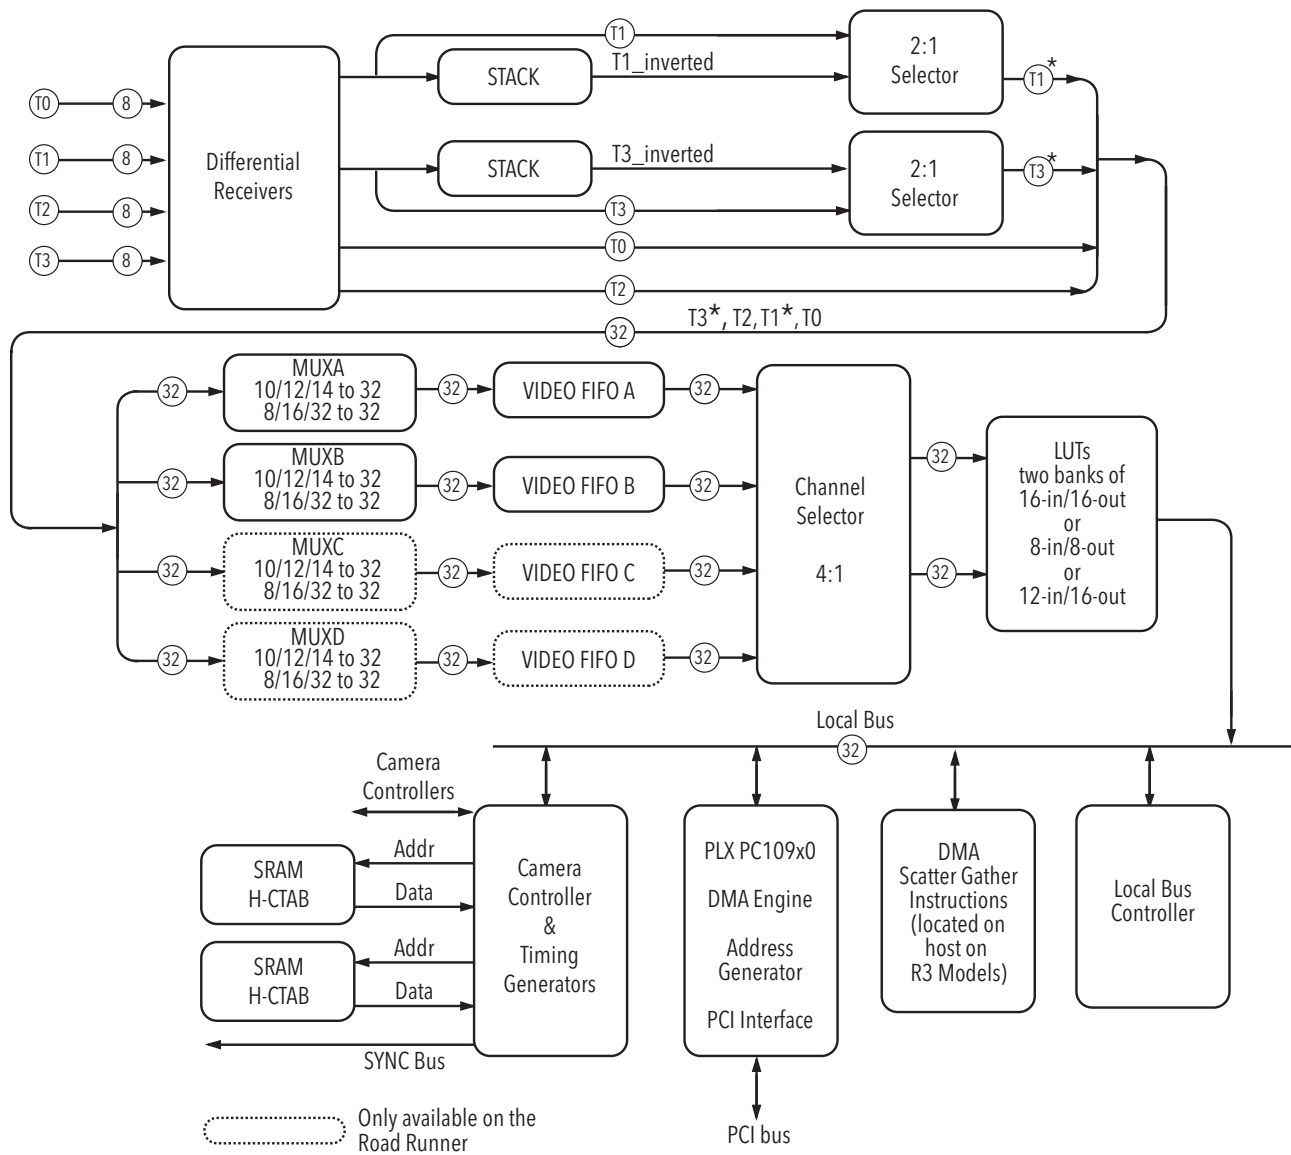 T0 8
T1 8
T2 8
T3 8
Differential
Receivers
T1
T1_inverted
STACK
2:1
Selector
T1*
T3_inverted
STACK
2:1
Selector
T3*
T3
T0
T2
T3*, T2, T1*, T0
32
32
MUXA
10/12/14 to 32
8/16/32 to 32
32
VIDEO FIFO A
32
32
MUXB
10/12/14 to 32
8/16/32 to 32
32
VIDEO FIFO B
32
32
MUXC
10/12/14 to 32
8/16/32 to 32
32
VIDEO FIFO C
32
32
MUXD
10/12/14 to 32
8/16/32 to 32
32
VIDEO FIFO D
32
Channel
Selector
4:1
32
32
LUTs
two banks of
16-in/16-out
or
8-in/8-out
or
12-in/16-out
Local Bus
32
Camera
Controllers
SRAM
H-CTAB
Addr
Data
SRAM
H-CTAB
Addr
Data
SYNC Bus
Camera
Controller
&
Timing
Generators
PLX PC109x0
DMA Engine
Address
Generator
PCI Interface
PCI bus
DMA
Scatter Gather
Instructions
(located on
host on
R3 Models)
Local Bus
Controller
Only available on the
Road Runner